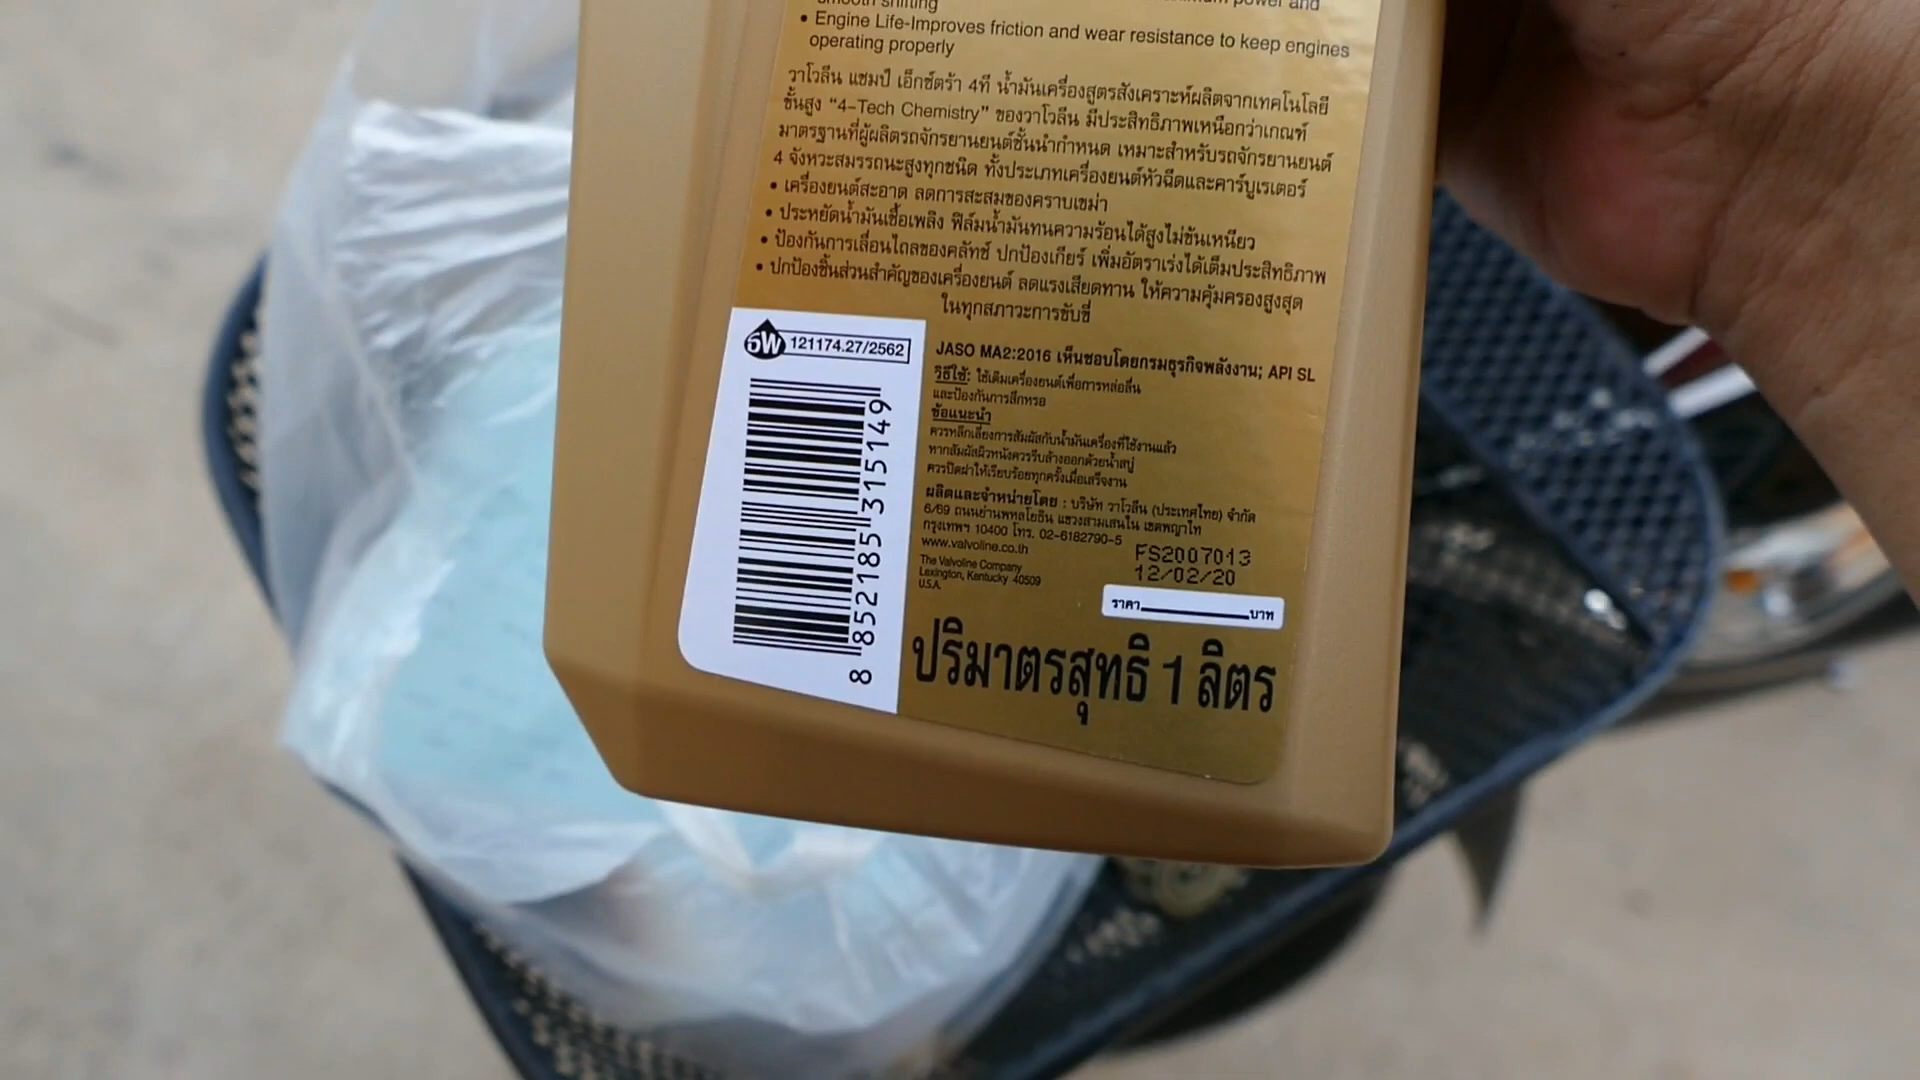 smooth shifting
• Engine Life-Improves friction and wear resistance to keep engines
operating properly
วาโวลีน แชมป์ เอ็กซ์ตร้า 4ที น้ำมันเครื่องสูตรสังเคราะห์ผลิตจากเทคโนโลยี
ชั้นสูง “4-Tech Chemistry” ของวาโวลีน มีประสิทธิภาพเหนือกว่าเกณฑ์
มาตรฐานที่ผู้ผลิตรถจักรยานยนต์ชั้นนำกำหนด เหมาะสำหรับรถจักรยานยนต์
4 จังหวะสมรรถนะสูงทุกชนิด ทั้งประเภทเครื่องยนต์หัวฉีดและคาร์บูเรเตอร์
• เครื่องยนต์สะอาด ลดการสะสมของคราบเขม่า
• ประหยัดน้ำมันเชื้อเพลิง ฟิล์มน้ำมันทนความร้อนได้สูงไม่ข้นเหนียว
• ป้องกันการเลื่อนไถลของคลัทช์ ปกป้องเกียร์ เพิ่มอัตราเร่งได้เต็มประสิทธิภาพ
• ปกป้องชิ้นส่วนสำคัญของเครื่องยนต์ ลดแรงเสียดทาน ให้ความคุ้มครองสูงสุด
ในทุกสภาวะการขับขี่
ธW 121174.27/2562
8 852185 315149
JASO MA2:2016 เห็นชอบโดยกรมธุรกิจพลังงาน; API SL
วิธีใช้: ใช้เติมเครื่องยนต์เพื่อการหล่อลื่น
และป้องกันการสึกหรอ
ข้อแนะนำ
ควรหลีกเลี่ยงการสัมผัสกับน้ำมันเครื่องที่ใช้งานแล้ว
หากสัมผัสผิวหนังควรรีบล้างออกด้วยน้ำสบู่
ควรปิดฝาให้เรียบร้อยทุกครั้งเมื่อเสร็จงาน
ผลิตและจำหน่ายโดย : บริษัท วาโวลีน (ประเทศไทย) จำกัด
6/69 ถนนย่านพหลโยธิน แขวงสามเสนใน เขตพญาไท
กรุงเทพฯ 10400 โทร. 02-6182790-5
www.valvoline.co.th
The Valvoline Company
Lexington, Kentucky 40509
U.S.A.
FS2007013
12/02/20
ราคา บาท
ปริมาตรสุทธิ 1 ลิตร